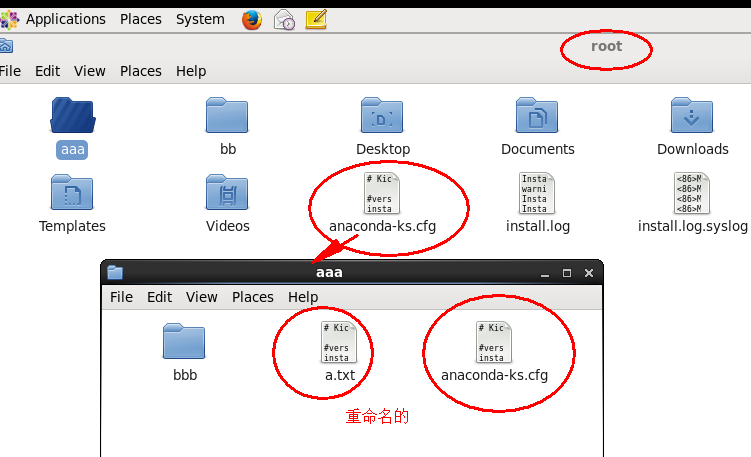 Applications Places System
root
File Edit View Places Help
aaa bb Desktop Documents Downloads
# Kic
#vers
insta
Insta
warni
Insta
Insta
<86>M
<86>M
<86>M
<86>M
Templates Videos anaconda-ks.cfg install.log install.log.syslog
aaa
File Edit View Places Help
# Kic
#vers
insta
# Kic
#vers
insta
bbb a.txt anaconda-ks.cfg
重命名的